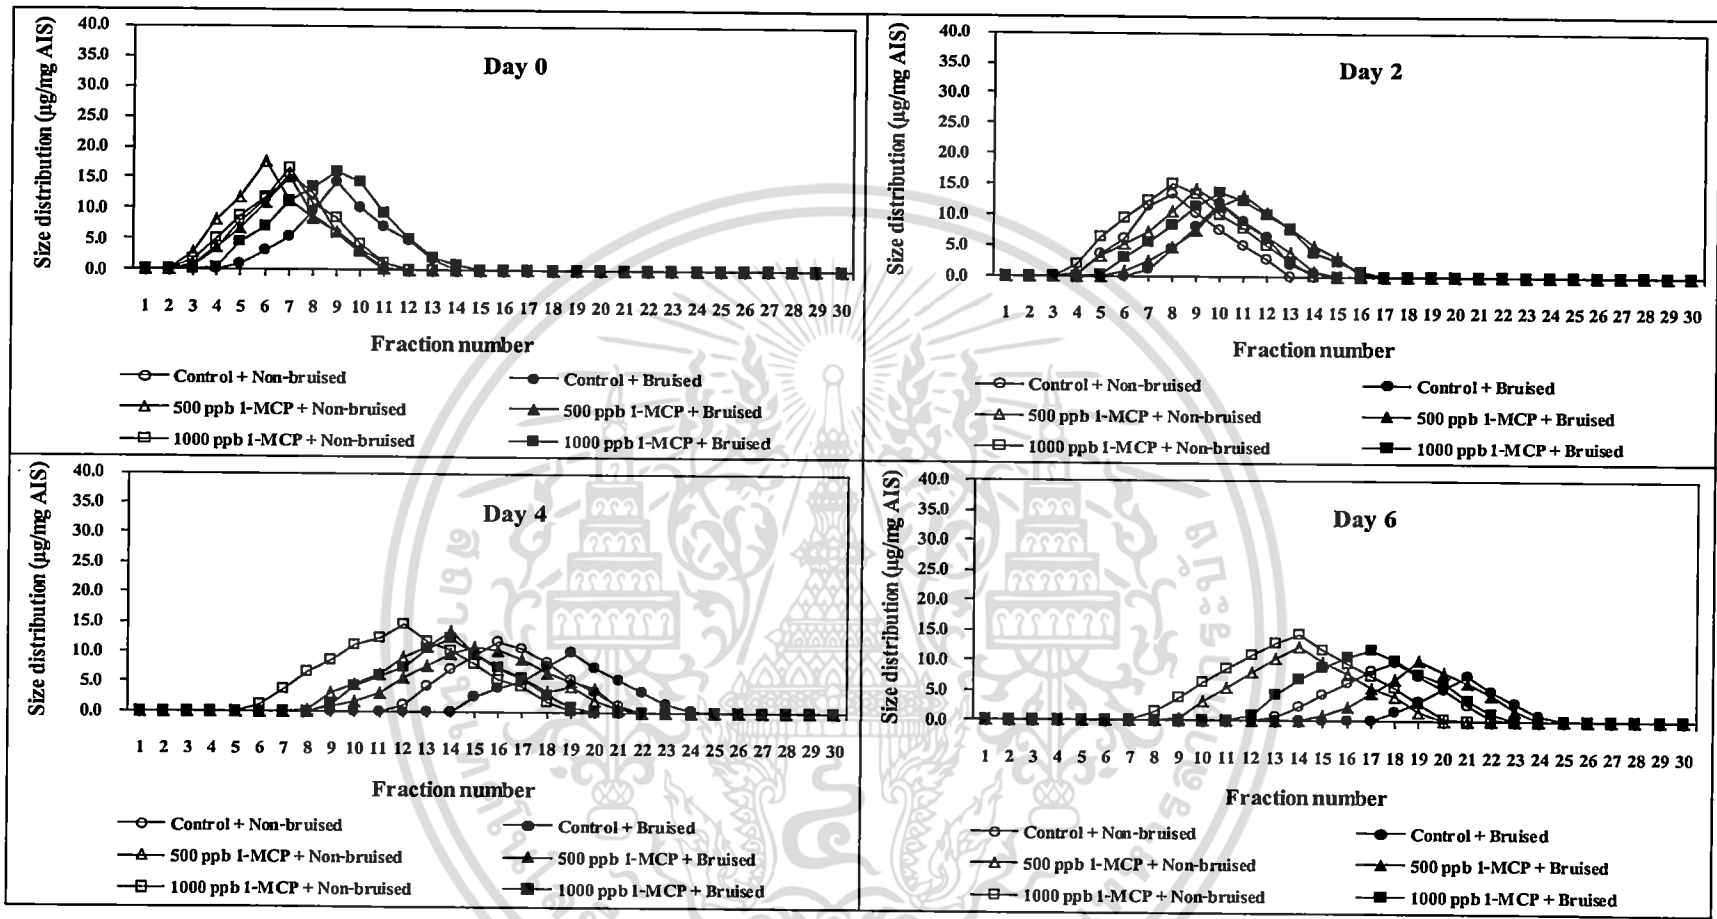 Day 0
Size distribution (µg/mg AIS)
40.0
35.0
30.0
25.0
20.0
15.0
10.0
5.0
0.0
1 2 3 4 5 6 7 8 9 10 11 12 13 14 15 16 17 18 19 20 21 22 23 24 25 26 27 28 29 30
Fraction number
Control + Non-bruised
Control + Bruised
500 ppb 1-MCP + Non-bruised
500 ppb 1-MCP + Bruised
1000 ppb 1-MCP + Non-bruised
1000 ppb 1-MCP + Bruised
Day 2
Size distribution (µg/mg AIS)
40.0
35.0
30.0
25.0
20.0
15.0
10.0
5.0
0.0
1 2 3 4 5 6 7 8 9 10 11 12 13 14 15 16 17 18 19 20 21 22 23 24 25 26 27 28 29 30
Fraction number
Control + Non-bruised
Control + Bruised
500 ppb 1-MCP + Non-bruised
500 ppb 1-MCP + Bruised
1000 ppb 1-MCP + Non-bruised
1000 ppb 1-MCP + Bruised
Day 4
Size distribution (µg/mg AIS)
40.0
35.0
30.0
25.0
20.0
15.0
10.0
5.0
0.0
1 2 3 4 5 6 7 8 9 10 11 12 13 14 15 16 17 18 19 20 21 22 23 24 25 26 27 28 29 30
Fraction number
Control + Non-bruised
Control + Bruised
500 ppb 1-MCP + Non-bruised
500 ppb 1-MCP + Bruised
1000 ppb 1-MCP + Non-bruised
1000 ppb 1-MCP + Bruised
Day 6
Size distribution (µg/mg AIS)
40.0
35.0
30.0
25.0
20.0
15.0
10.0
5.0
0.0
1 2 3 4 5 6 7 8 9 10 11 12 13 14 15 16 17 18 19 20 21 22 23 24 25 26 27 28 29 30
Fraction number
Control + Non-bruised
Control + Bruised
500 ppb 1-MCP + Non-bruised
500 ppb 1-MCP + Bruised
1000 ppb 1-MCP + Non-bruised
1000 ppb 1-MCP + Bruised